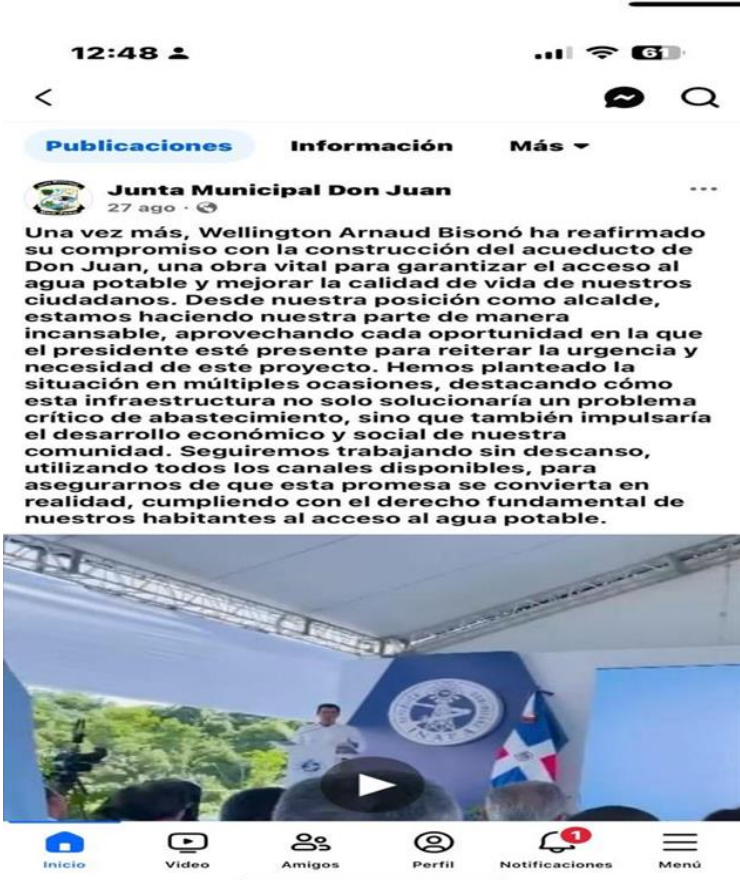 12:48
61
Publicaciones
Información
Más
Junta Municipal Don Juan
27 ago ·
Una vez más, Wellington Arnaud Bisonó ha reafirmado
su compromiso con la construcción del acueducto de
Don Juan, una obra vital para garantizar el acceso al
agua potable y mejorar la calidad de vida de nuestros
ciudadanos. Desde nuestra posición como alcalde,
estamos haciendo nuestra parte de manera
incansable, aprovechando cada oportunidad en la que
el presidente esté presente para reiterar la urgencia y
necesidad de este proyecto. Hemos planteado la
situación en múltiples ocasiones, destacando cómo
esta infraestructura no solo solucionaría un problema
crítico de abastecimiento, sino que también impulsaría
el desarrollo económico y social de nuestra
comunidad. Seguiremos trabajando sin descanso,
utilizando todos los canales disponibles, para
asegurarnos de que esta promesa se convierta en
realidad, cumpliendo con el derecho fundamental de
nuestros habitantes al acceso al agua potable.
INAPA
1
Inicio
Video
Amigos
Perfil
Notificaciones
Menú